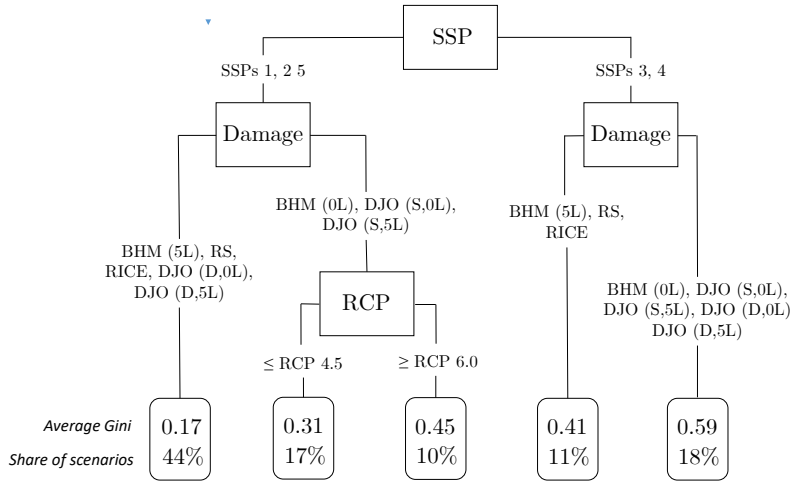 SSP
SSPs 1, 2 5
SSPs 3, 4
Damage
Damage
BHM (0L), DJO (S,0L),
DJO (S,5L)
BHM (5L), RS,
RICE
BHM (5L), RS,
RICE, DJO (D,0L),
DJO (D,5L)
BHM (0L), DJO (S,0L),
DJO (S,5L), DJO (D,0L)
DJO (D,5L)
RCP
≤ RCP 4.5
≥ RCP 6.0
Average Gini 0.17 0.31 0.45 0.41 0.59
Share of scenarios 44% 17% 10% 11% 18%